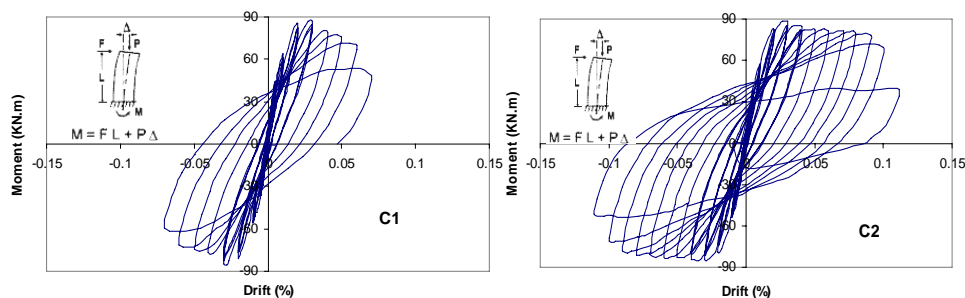 90
60
30
0
-30
-60
-90
-0.15
-0.1
-0.05
0
0.05
0.1
0.15
Moment (KN.m)
Drift (%)
Δ
F
P
L
M
M = F L + P Δ
C1
90
60
30
0
-30
-60
-90
-0.15
-0.1
-0.05
0
0.05
0.1
0.15
Moment (KN.m)
Drift (%)
Δ
F
P
L
M
M = F L + P Δ
C2